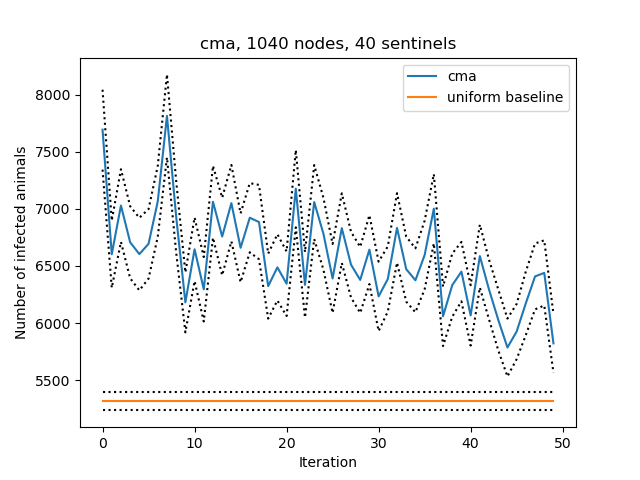 cma, 1040 nodes, 40 sentinels
cma
uniform baseline
8000
7500
7000
6500
6000
5500
Number of infected animals
0 10 20 30 40 50
Iteration